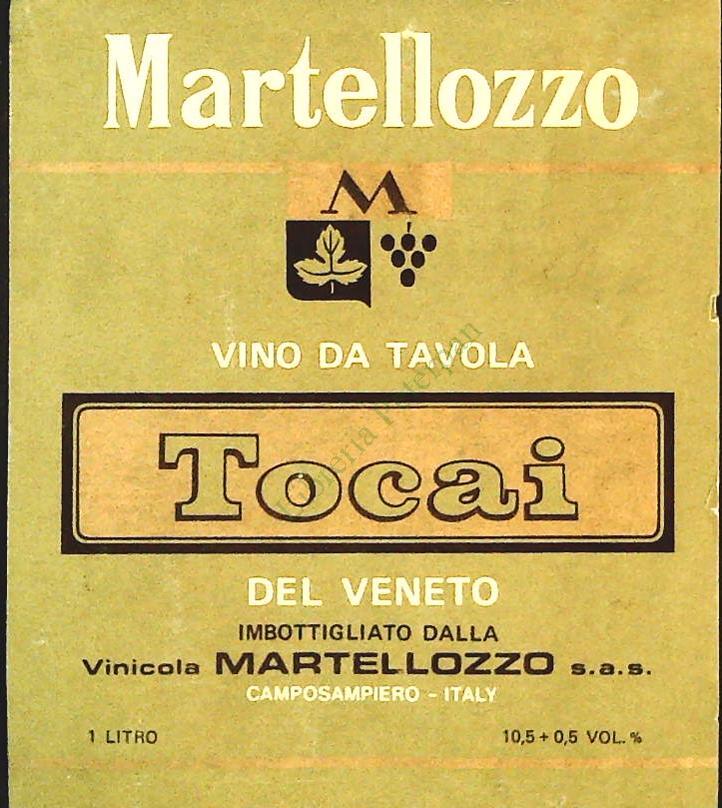 Martellozzo
M
VINO DA TAVOLA
Tocai
DEL VENETO
IMBOTTIGLIATO DALLA
Vinicola MARTELLOZZO s.a.s.
CAMPOSAMPIERO - ITALY
1 LITRO 10,5 + 0,5 VOL. %